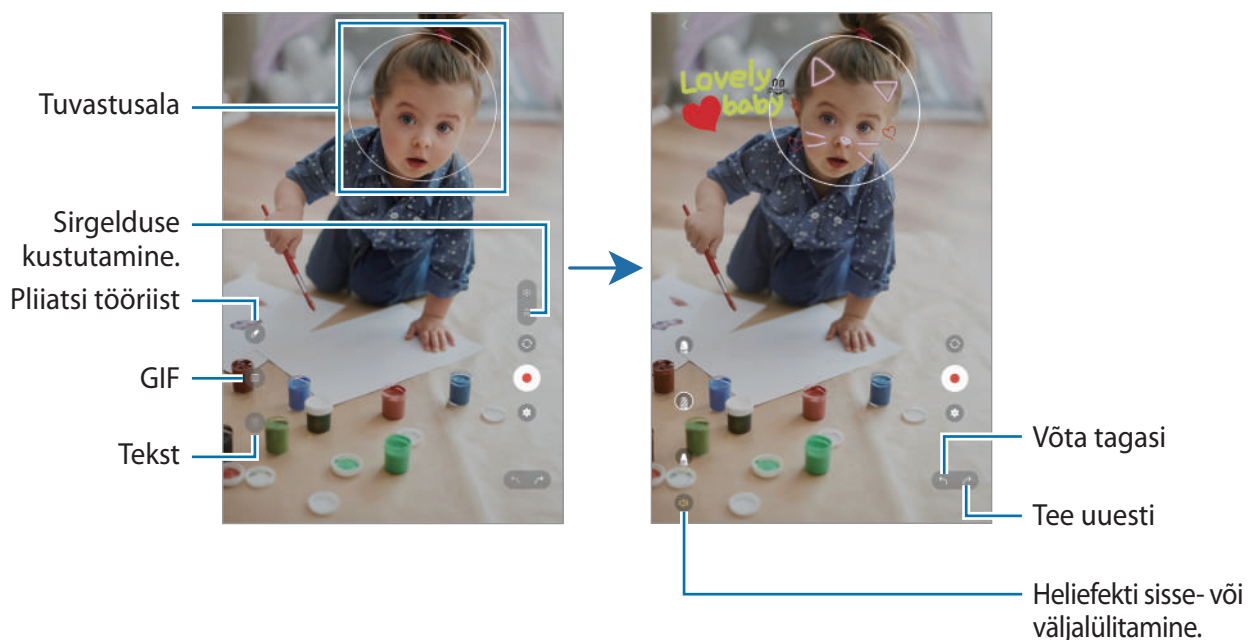 Tuvastusala
Sirgelduse
kustutamine.
Pliiatsi tööriist
GIF
Tekst
Lovely
baby
Võta tagasi
Tee uuesti
Heliefekti sisse- või
väljalülitamine.